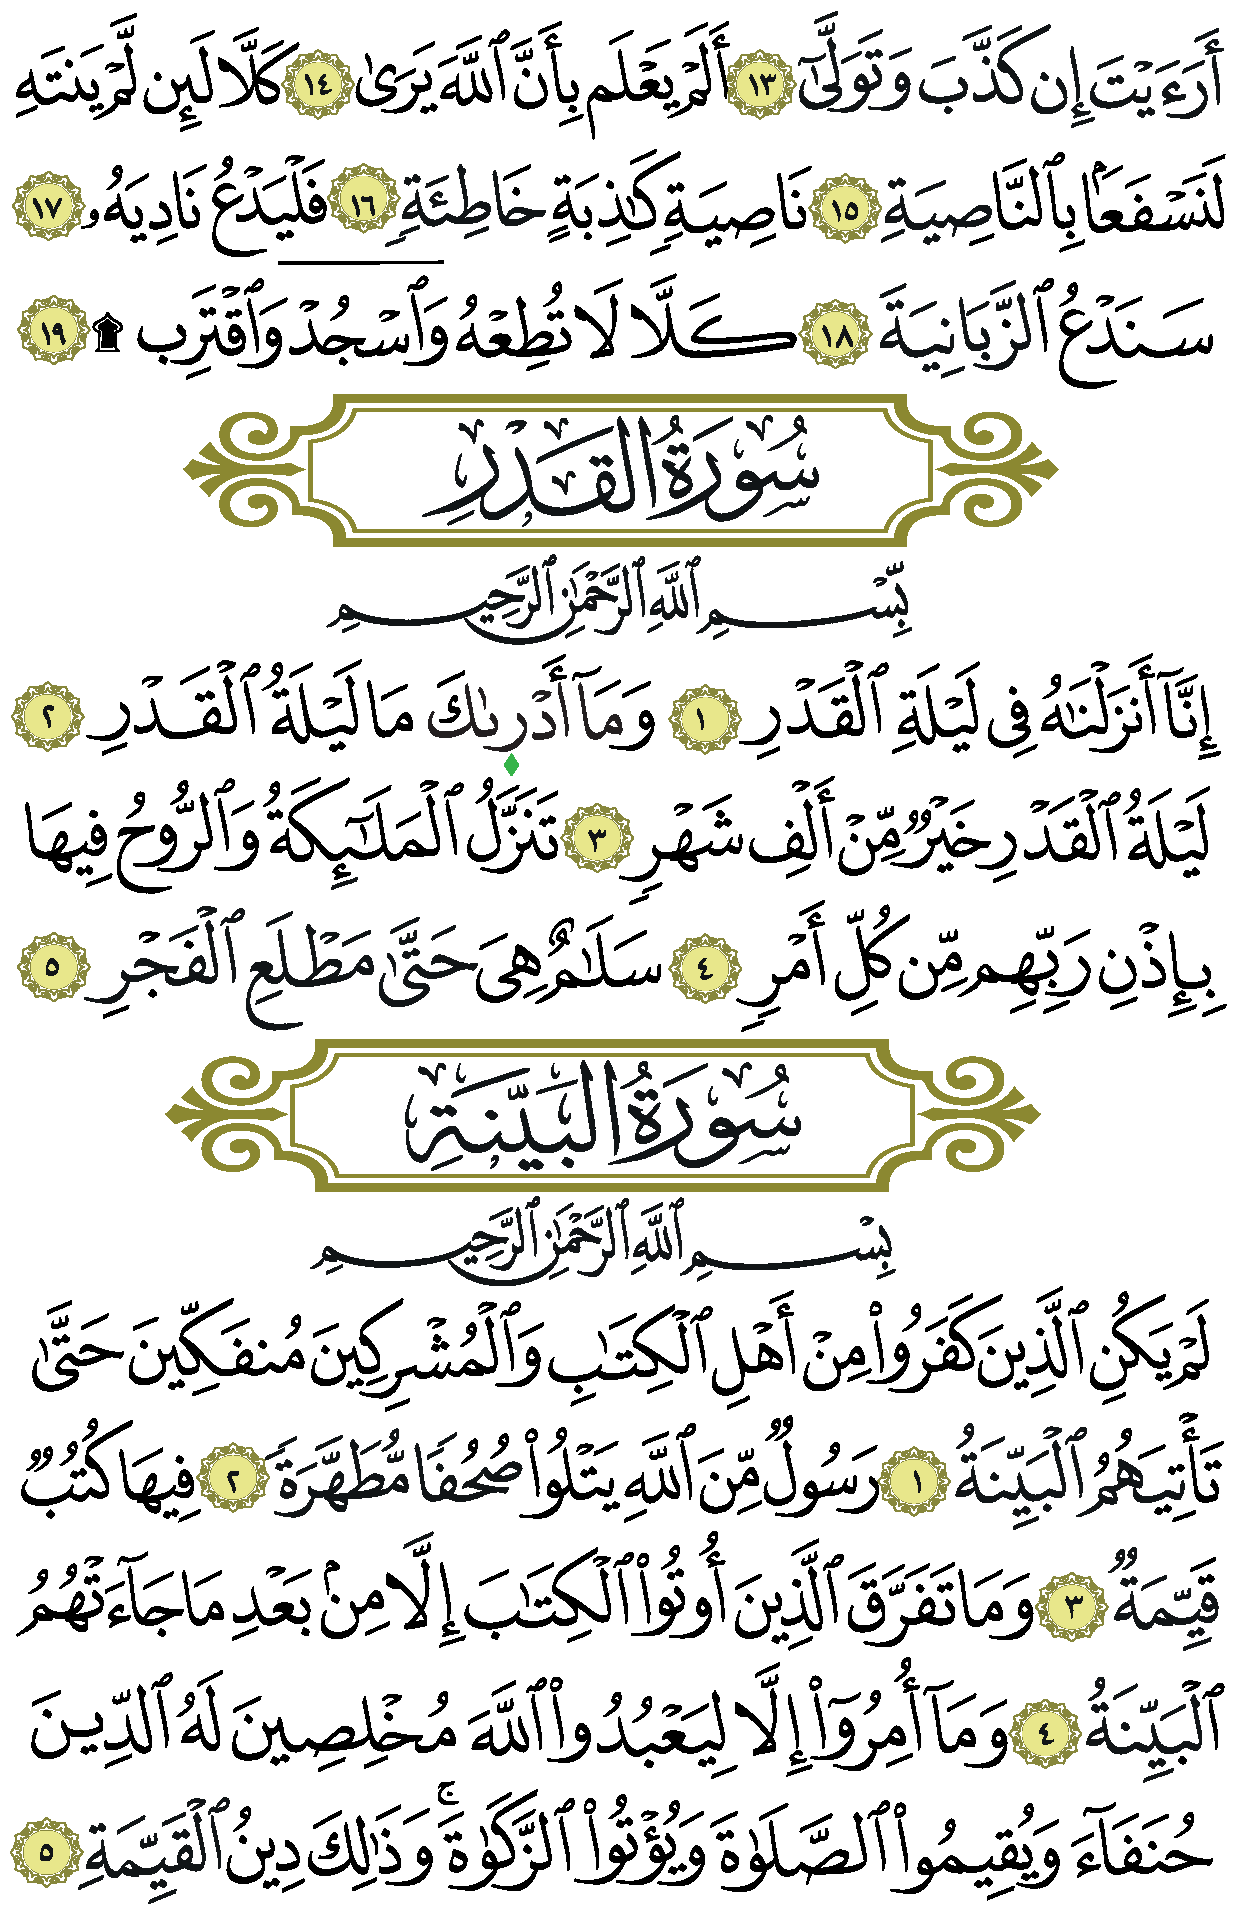 أَرَءَيْتَ إِن كَذَّبَ وَتَوَلَّىٰٓ ١٣ أَلَمْ يَعْلَم بِأَنَّ ٱللَّهَ يَرَىٰ ١٤ كَلَّا لَئِن لَّمْ يَنتَهِ
لَنَسْفَعَۢا بِٱلنَّاصِيَةِ ١٥ نَاصِيَةٍۢ كَٰذِبَةٍ خَاطِئَةٍۢ ١٦ فَلْيَدْعُ نَادِيَهُۥ ١٧
سَنَدْعُ ٱلزَّبَانِيَةَ ١٨ كَلَّا لَا تُطِعْهُ وَٱسْجُدْ وَٱقْتَرِب ۩ ١٩
سُورَةُ القَدْرِ
بِّسْمِ ٱللَّهِ ٱلرَّحْمَٰنِ ٱلرَّحِيمِ
إِنَّآ أَنزَلْنَٰهُ فِى لَيْلَةِ ٱلْقَدْرِ ١ وَمَآ أَدْرَىٰكَ مَا لَيْلَةُ ٱلْقَدْرِ ٢
لَيْلَةُ ٱلْقَدْرِ خَيْرٌۭ مِّنْ أَلْفِ شَهْرٍۢ ٣ تَنَزَّلُ ٱلْمَلَٰٓئِكَةُ وَٱلرُّوحُ فِيهَا
بِإِذْنِ رَبِّهِم مِّن كُلِّ أَمْرٍۢ ٤ سَلَٰمٌ هِىَ حَتَّىٰ مَطْلَعِ ٱلْفَجْرِ ٥
سُورَةُ البَيِّنَةِ
بِسْمِ ٱللَّهِ ٱلرَّحْمَٰنِ ٱلرَّحِيمِ
لَمْ يَكُنِ ٱلَّذِينَ كَفَرُوا۟ مِنْ أَهْلِ ٱلْكِتَٰبِ وَٱلْمُشْرِكِينَ مُنفَكِّينَ حَتَّىٰ
تَأْتِيَهُمُ ٱلْبَيِّنَةُ ١ رَسُولٌۭ مِّنَ ٱللَّهِ يَتْلُوا۟ صُحُفًۭا مُّطَهَّرَةًۭ ٢ فِيهَا كُتُبٌۭ
قَيِّمَةٌۭ ٣ وَمَا تَفَرَّقَ ٱلَّذِينَ أُوتُوا۟ ٱلْكِتَٰبَ إِلَّا مِنۢ بَعْدِ مَا جَآءَتْهُمُ
ٱلْبَيِّنَةُ ٤ وَمَآ أُمِرُوٓا۟ إِلَّا لِيَعْبُدُوا۟ ٱللَّهَ مُخْلِصِينَ لَهُ ٱلدِّينَ
حُنَفَآءَ وَيُقِيمُوا۟ ٱلصَّلَوٰةَ وَيُؤْتُوا۟ ٱلزَّكَوٰةَ ۚ وَذَٰلِكَ دِينُ ٱلْقَيِّمَةِ ٥